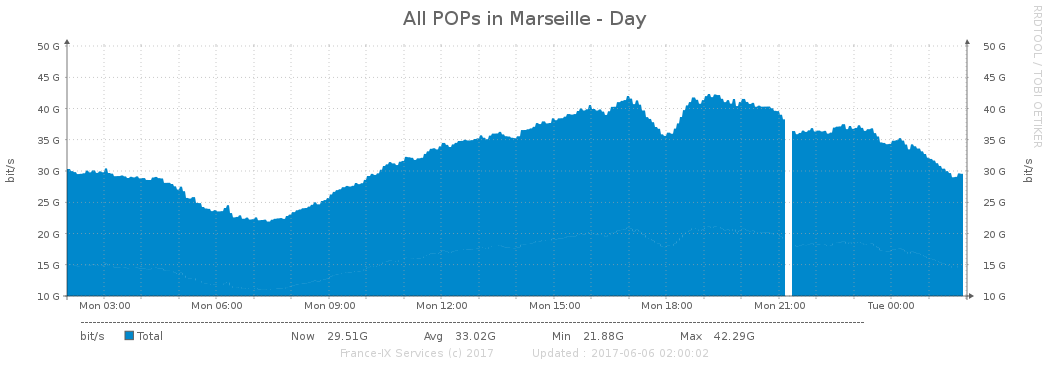 All POPs in Marseille - Day
RRDTOOL / TOBI OETIKER
bit/s
50 G 50 G
45 G 45 G
40 G 40 G
35 G 35 G
30 G 30 G
25 G 25 G
20 G 20 G
15 G 15 G
10 G 10 G
bit/s
Mon 03:00 Mon 06:00 Mon 09:00 Mon 12:00 Mon 15:00 Mon 18:00 Mon 21:00 Tue 00:00
bit/s Total Now 29.51G Avg 33.02G Min 21.88G Max 42.29G
France-IX Services (c) 2017 Updated : 2017-06-06 02:00:02